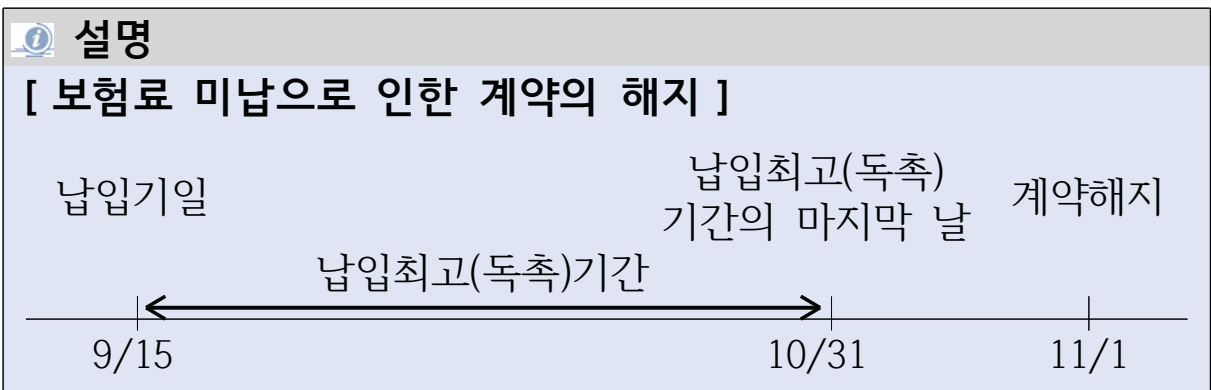 설명
[ 보험료 미납으로 인한 계약의 해지 ]
납입기일
납입최고(독촉)
기간의 마지막 날
계약해지
납입최고(독촉)기간
9/15
10/31
11/1